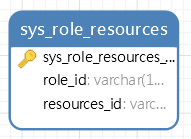 sys_role_resources
sys_role_resources_...
role_id: varchar(1...
resources_id: varc...